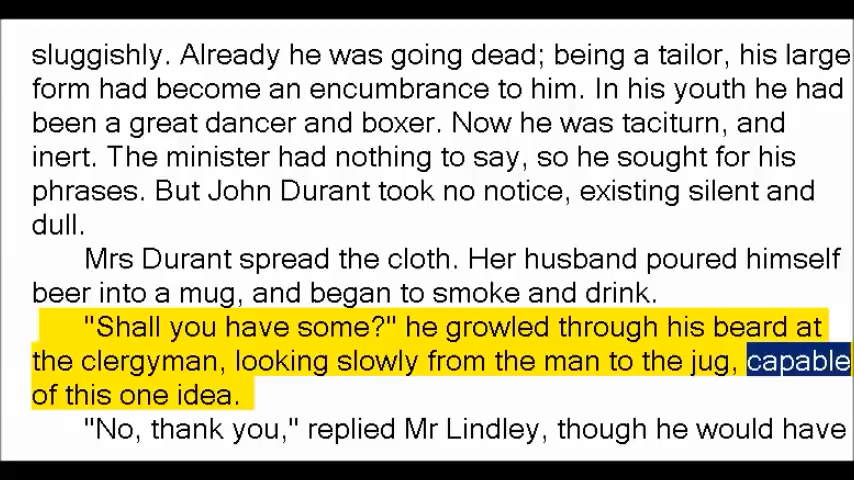 sluggishly. Already he was going dead; being a tailor, his large
form had become an encumbrance to him. In his youth he had
been a great dancer and boxer. Now he was taciturn, and
inert. The minister had nothing to say, so he sought for his
phrases. But John Durant took no notice, existing silent and
dull.
Mrs Durant spread the cloth. Her husband poured himself
beer into a mug, and began to smoke and drink.
"Shall you have some?" he growled through his beard at
the clergyman, looking slowly from the man to the jug, capable
of this one idea.
"No, thank you," replied Mr Lindley, though he would have